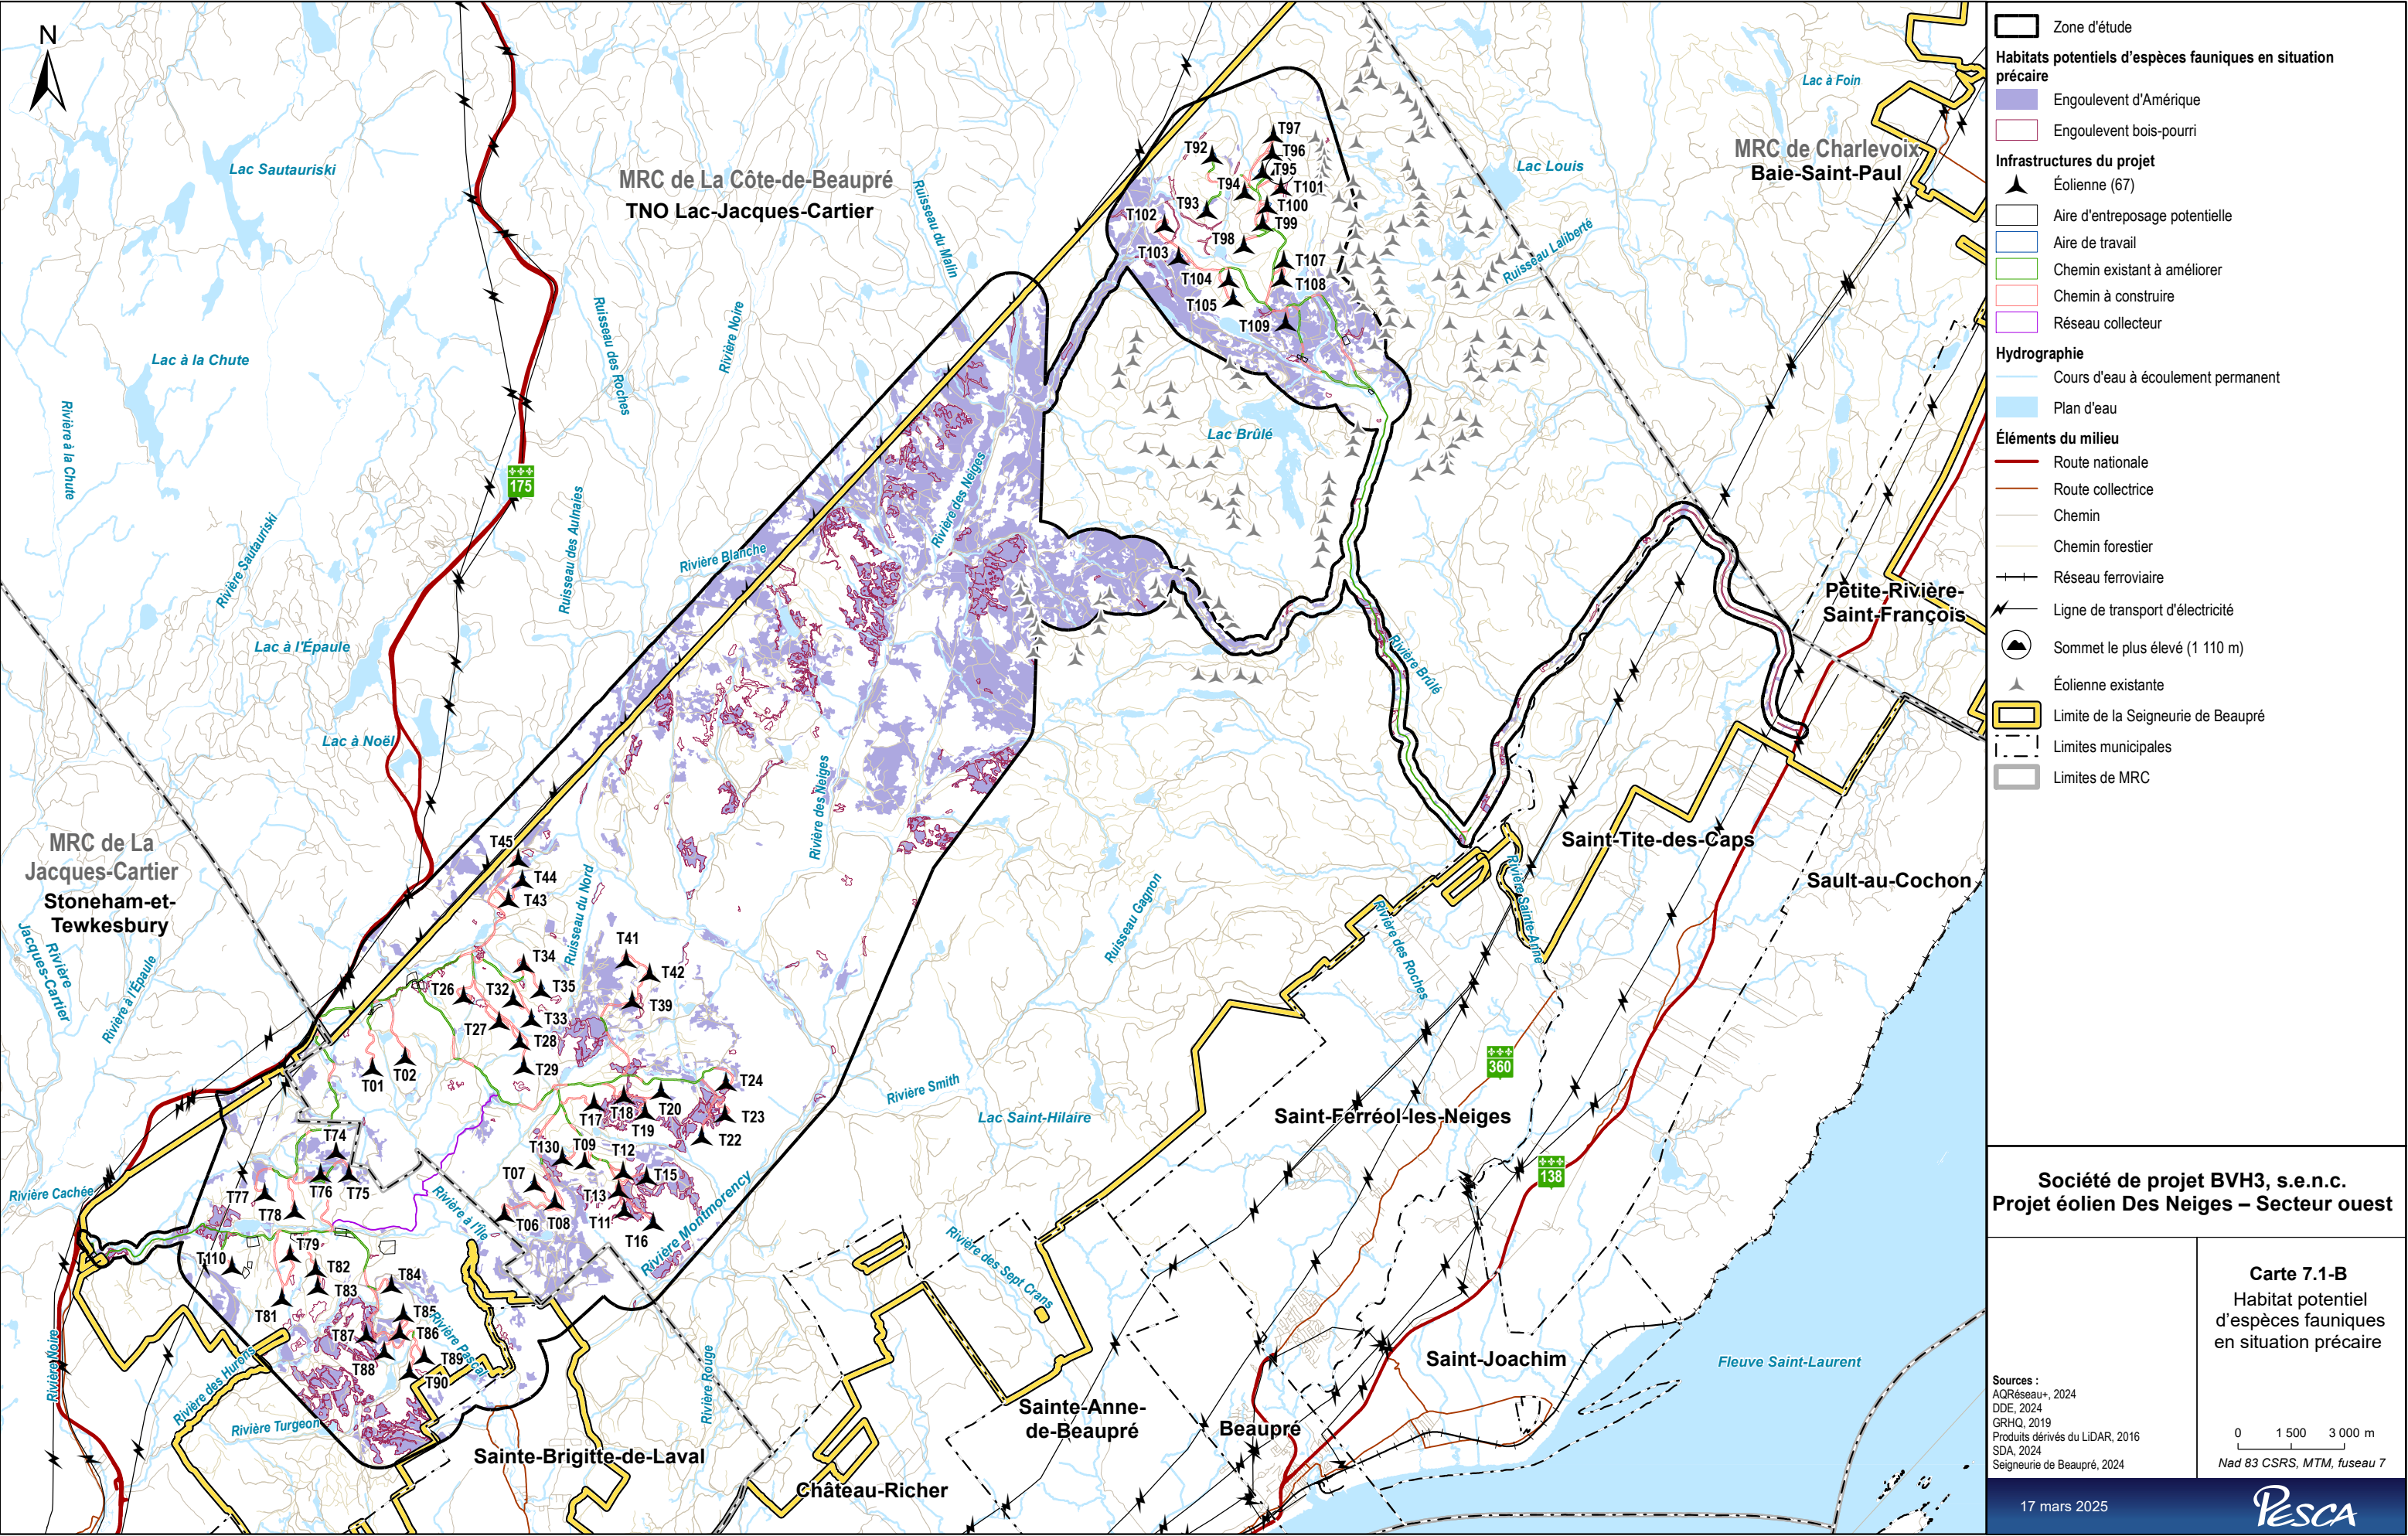 N
Lac Sautauriski
MRC de La Côte-de-Beaupré
TNO Lac-Jacques-Cartier
Ruisseau du Malin
Lac à la Chute
Rivière à la Chute
Ruisseau des Roches
Rivière Noire
175
Rivière Sautauriski
Ruisseau des Aulnaies
Rivière Blanche
Rivière des Neiges
Lac à l'Épaule
Lac à Noël
Rivière des Neiges
MRC de La
Jacques-Cartier
Stoneham-et-
Tewkesbury
Rivière
Jacques-Cartier
Rivière à l'Épaule
Ruisseau du Nord
Lac à Foin
MRC de Charlevoix
Baie-Saint-Paul
Lac Louis
Ruisseau Laliberté
Lac Brûlé
Rivière Brûlé
Petite-Rivière-
Saint-François
Saint-Tite-des-Caps
Sault-au-Cochon
Rivière Sainte-Anne
Rivière des Roches
Ruisseau Gagnon
Rivière Smith
Lac Saint-Hilaire
Saint-Ferréol-les-Neiges
360
138
Rivière Cachée
Rivière à l'Île
Rivière Montmorency
Rivière des Sept Crans
Rivière Noire
Rivière des Hurons
Rivière Turgeon
Rivière Pascal
Rivière Rouge
Sainte-Brigitte-de-Laval
Château-Richer
Sainte-Anne-
de-Beaupré
Beaupré
Saint-Joachim
Fleuve Saint-Laurent
T97
T92
T96
T95
T94
T101
T93
T100
T102
T99
T98
T103
T107
T104
T108
T105
T109
T45
T44
T43
T41
T34
T42
T26
T32
T35
T39
T27
T33
T28
T29
T01
T02
T24
T17
T18
T20
T23
T19
T22
T74
T130
T09
T12
T07
T15
T77
T76
T75
T13
T78
T06
T08
T11
T16
T79
T110
T82
T84
T83
T81
T85
T87
T86
T88
T89
T90
Zone d'étude
Habitats potentiels d'espèces fauniques en situation
précaire
Engoulevent d'Amérique
Engoulevent bois-pourri
Infrastructures du projet
Éolienne (67)
Aire d'entreposage potentielle
Aire de travail
Chemin existant à améliorer
Chemin à construire
Réseau collecteur
Hydrographie
Cours d'eau à écoulement permanent
Plan d'eau
Éléments du milieu
Route nationale
Route collectrice
Chemin
Chemin forestier
Réseau ferroviaire
Ligne de transport d'électricité
Sommet le plus élevé (1 110 m)
Éolienne existante
Limite de la Seigneurie de Beaupré
Limites municipales
Limites de MRC
Société de projet BVH3, s.e.n.c.
Projet éolien Des Neiges – Secteur ouest
Carte 7.1-B
Habitat potentiel
d'espèces fauniques
en situation précaire
Sources :
AQRéseau+, 2024
DDE, 2024
GRHQ, 2019
Produits dérivés du LiDAR, 2016
SDA, 2024
Seigneurie de Beaupré, 2024
0 1 500 3 000 m
Nad 83 CSRS, MTM, fuseau 7
17 mars 2025
PESCA